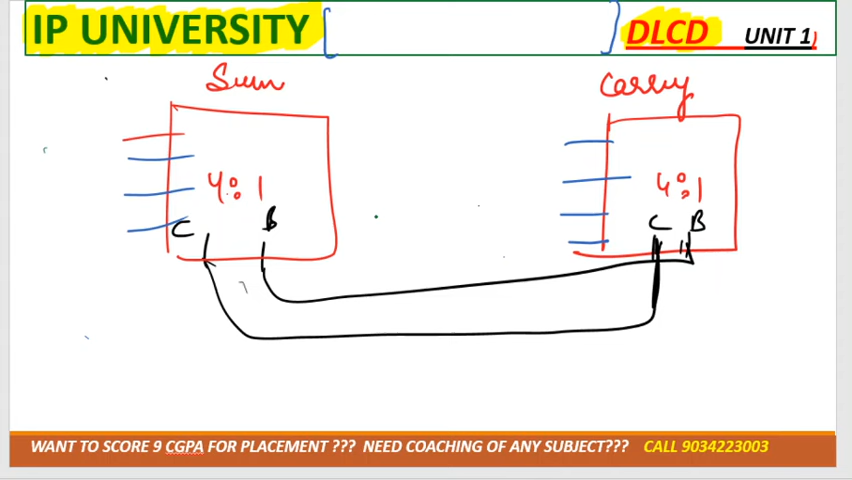 IP UNIVERSITY
DLCD UNIT 1)
Sum
Carry
4:1
4:1
C B
C B
WANT TO SCORE 9 CGPA FOR PLACEMENT ??? NEED COACHING OF ANY SUBJECT??? CALL 9034223003